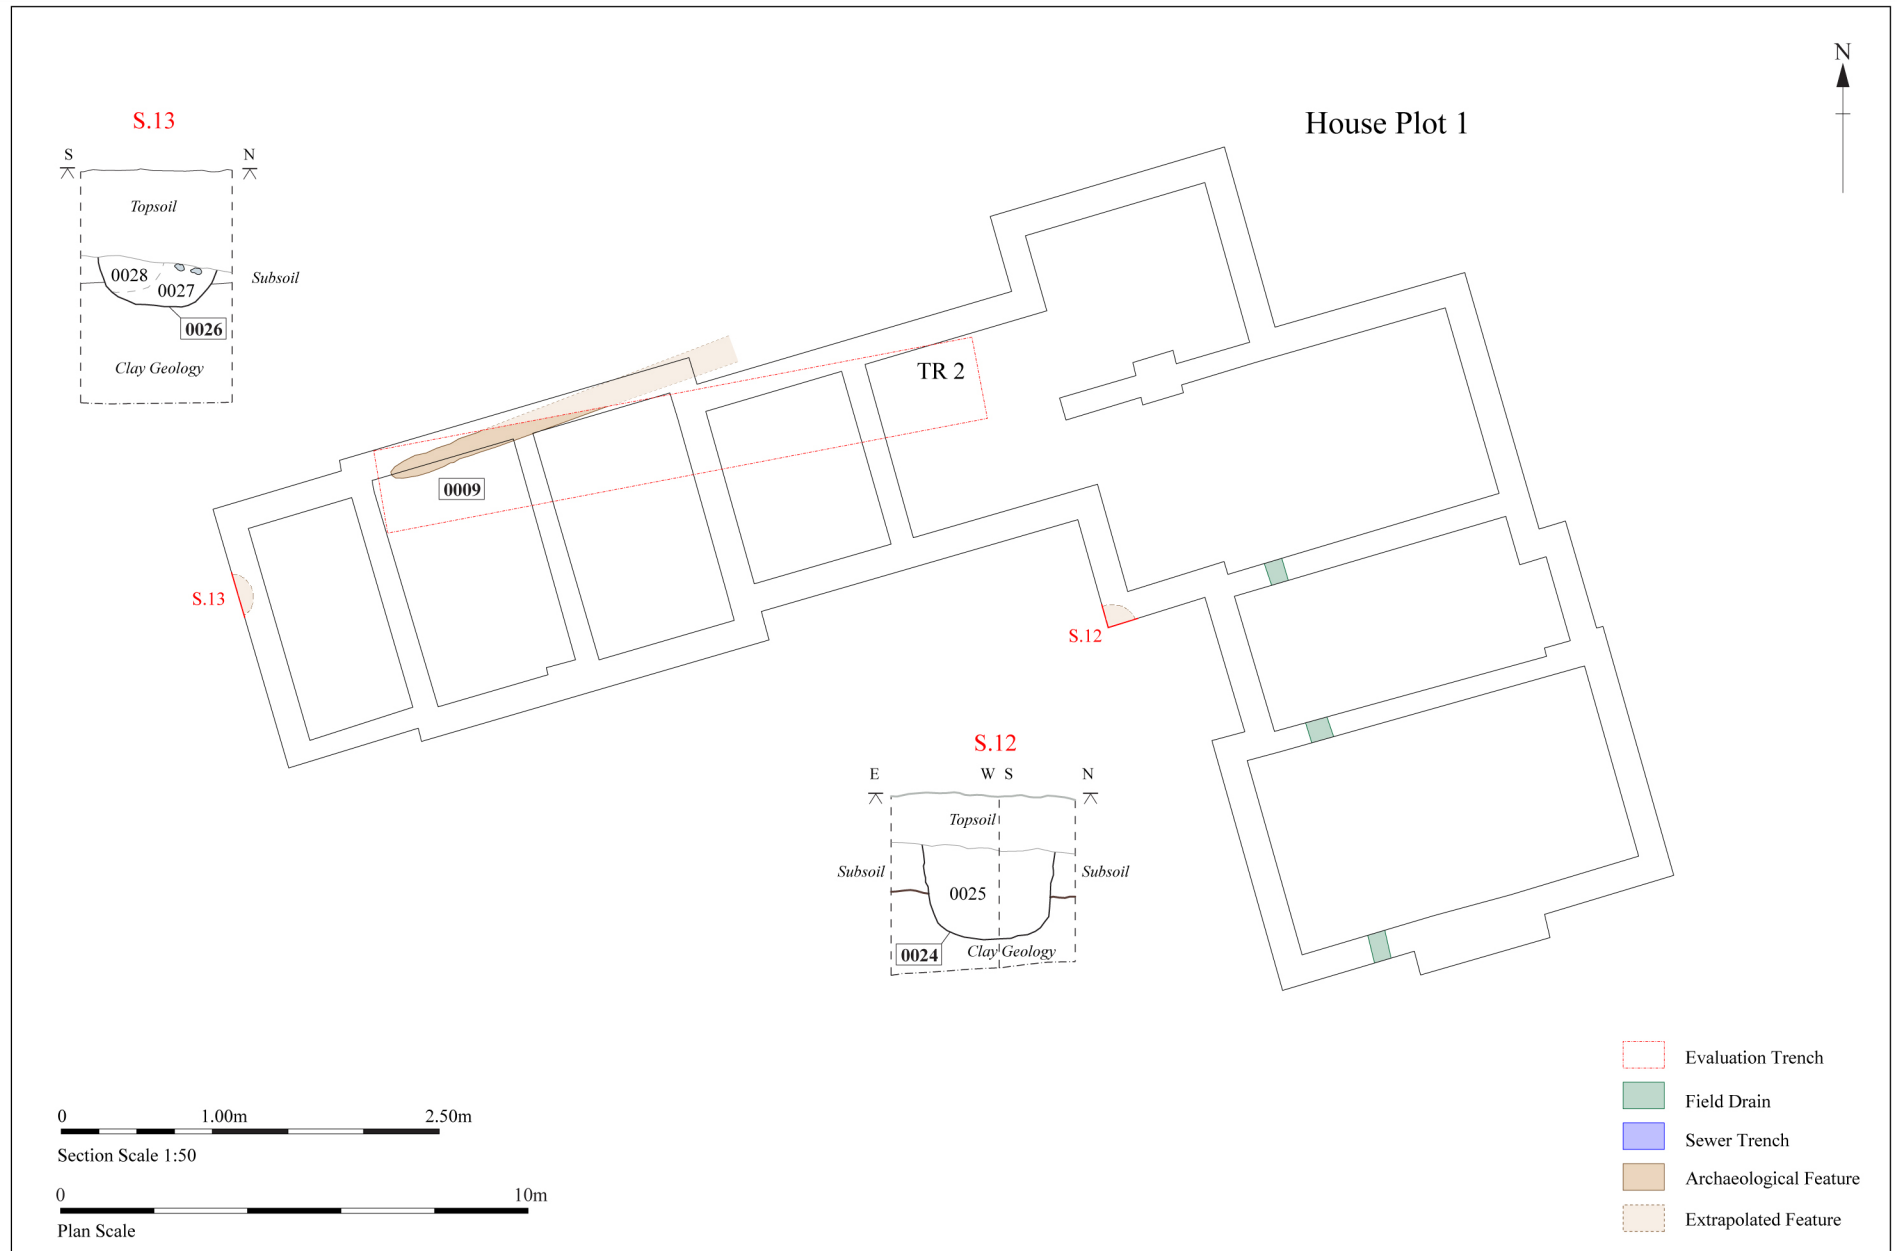 N
House Plot 1
S.13
S N
Topsoil
0028
0027
Subsoil
0026
Clay Geology
TR 2
0009
S.13
S.12
S.12
E W S N
Topsoil
Subsoil
0025
Subsoil
0024
Clay Geology
0 1.00m 2.50m
Section Scale 1:50
0 10m
Plan Scale
Evaluation Trench
Field Drain
Sewer Trench
Archaeological Feature
Extrapolated Feature